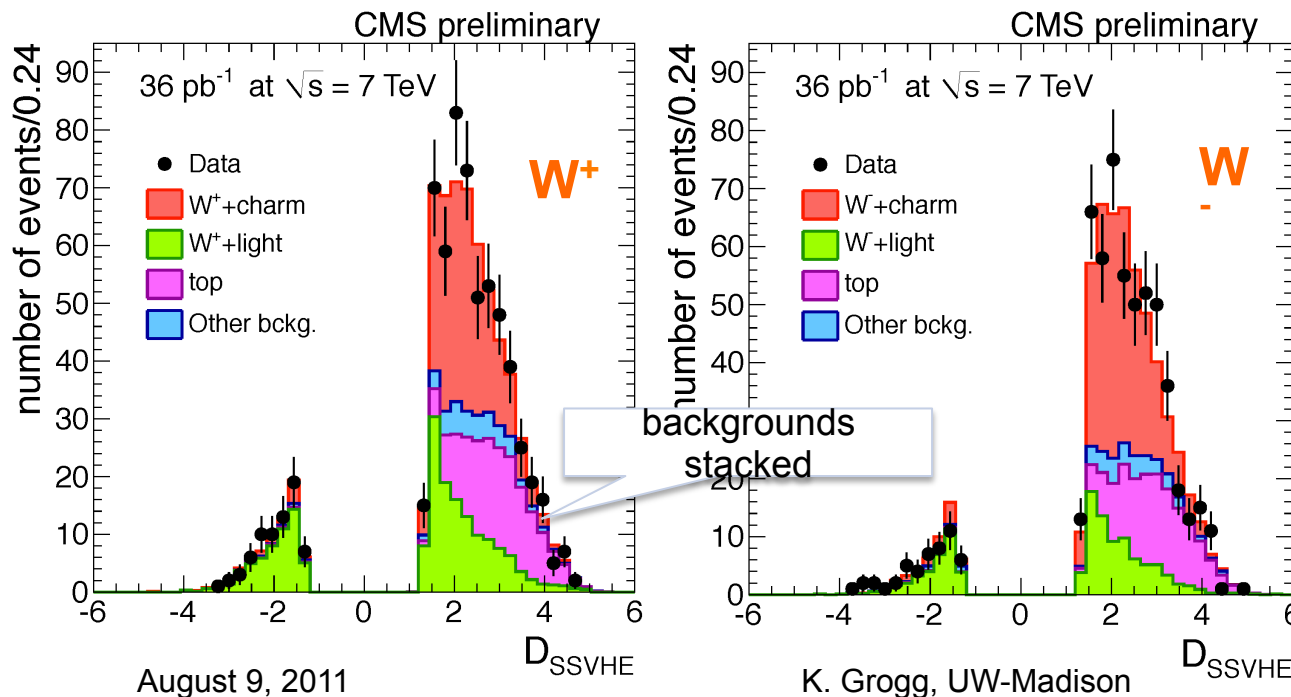 CMS preliminary
number of events/0.24
90
80
70
60
50
40
30
20
10
0
-6 -4 -2 0 2 4 6
36 pb⁻¹ at √s = 7 TeV
W⁺
Data
W⁺+charm
W⁺+light
top
Other bckg.
D_SSVHE
CMS preliminary
number of events/0.24
90
80
70
60
50
40
20
10
0
-6 -4 -2 0 2 4 6
36 pb⁻¹ at √s = 7 TeV
W
-
Data
W⁻+charm
W⁻+light
top
Other bckg.
D_SSVHE
backgrounds
stacked
August 9, 2011
K. Grogg, UW-Madison